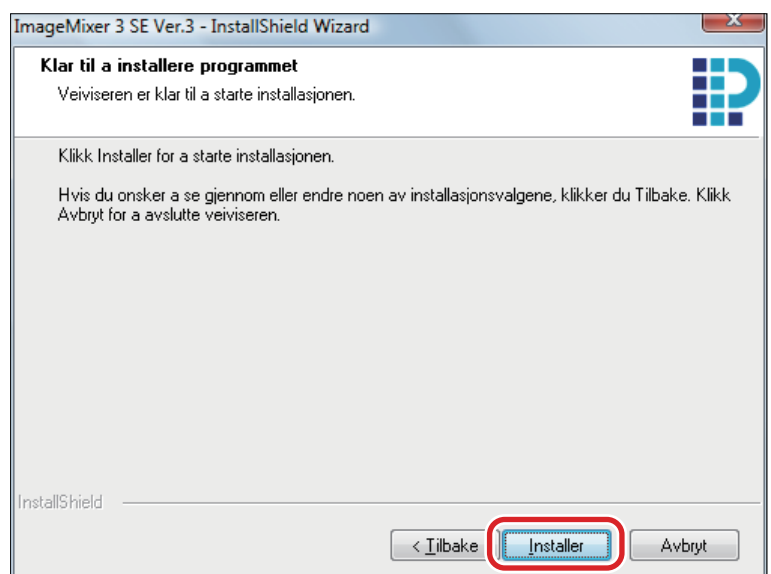 ImageMixer 3 SE Ver.3 - InstallShield Wizard
Klar til a installere programmet
Veiviseren er klar til a starte installasjonen.
Klikk Installer for a starte installasjonen.
Hvis du onsker a se gjennom eller endre noen av installasjonsvalgene, klikker du Tilbake. Klikk
Avbryt for a avslutte veiviseren.
InstallShield
< Tilbake Installer Avbryt